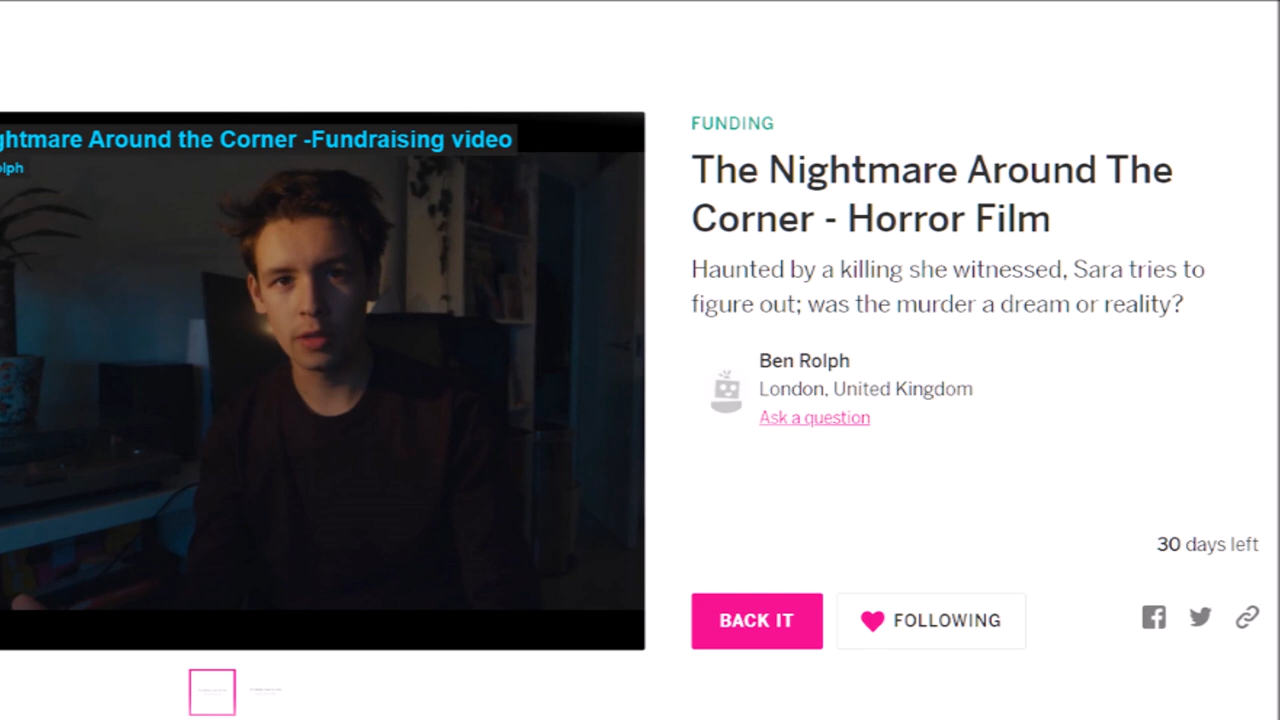 ghtmare Around the Corner -Fundraising video
olph
FUNDING
The Nightmare Around The
Corner - Horror Film
Haunted by a killing she witnessed, Sara tries to
figure out; was the murder a dream or reality?
Ben Rolph
London, United Kingdom
Ask a question
30 days left
BACK IT
FOLLOWING